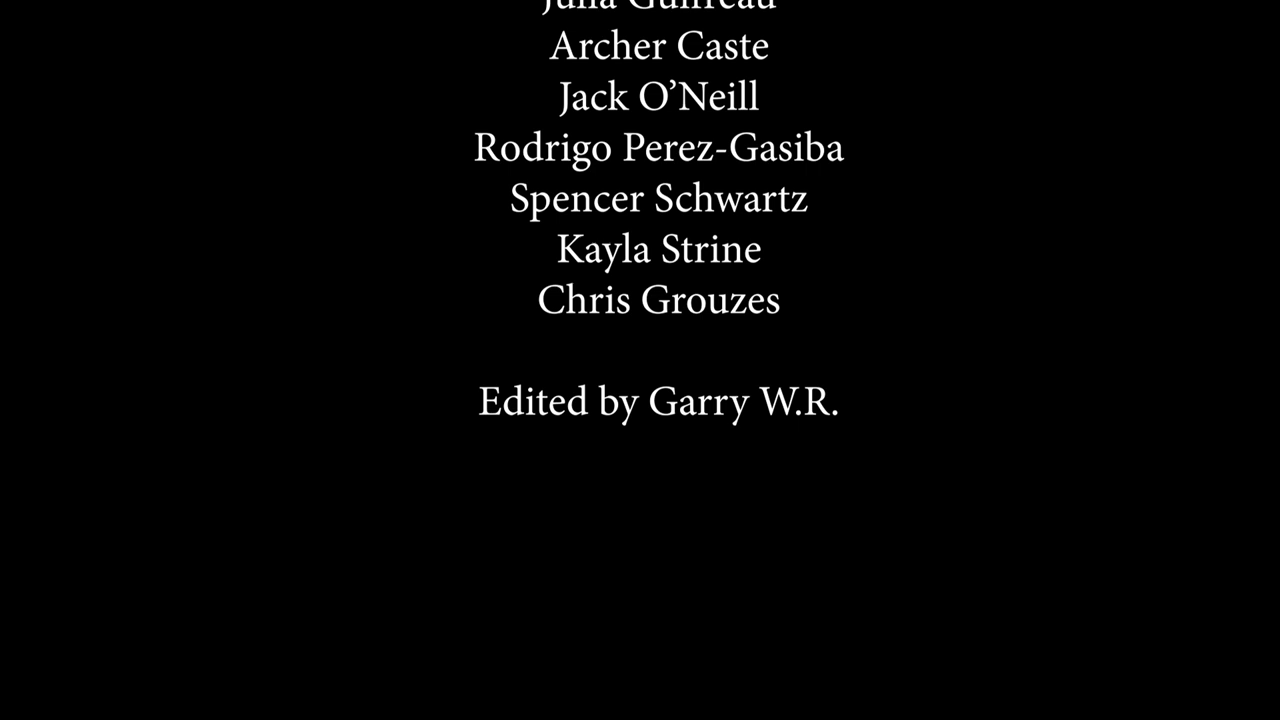 Archer Caste
Jack O’Neill
Rodrigo Perez-Gasiba
Spencer Schwartz
Kayla Strine
Chris Grouzes
Edited by Garry W.R.